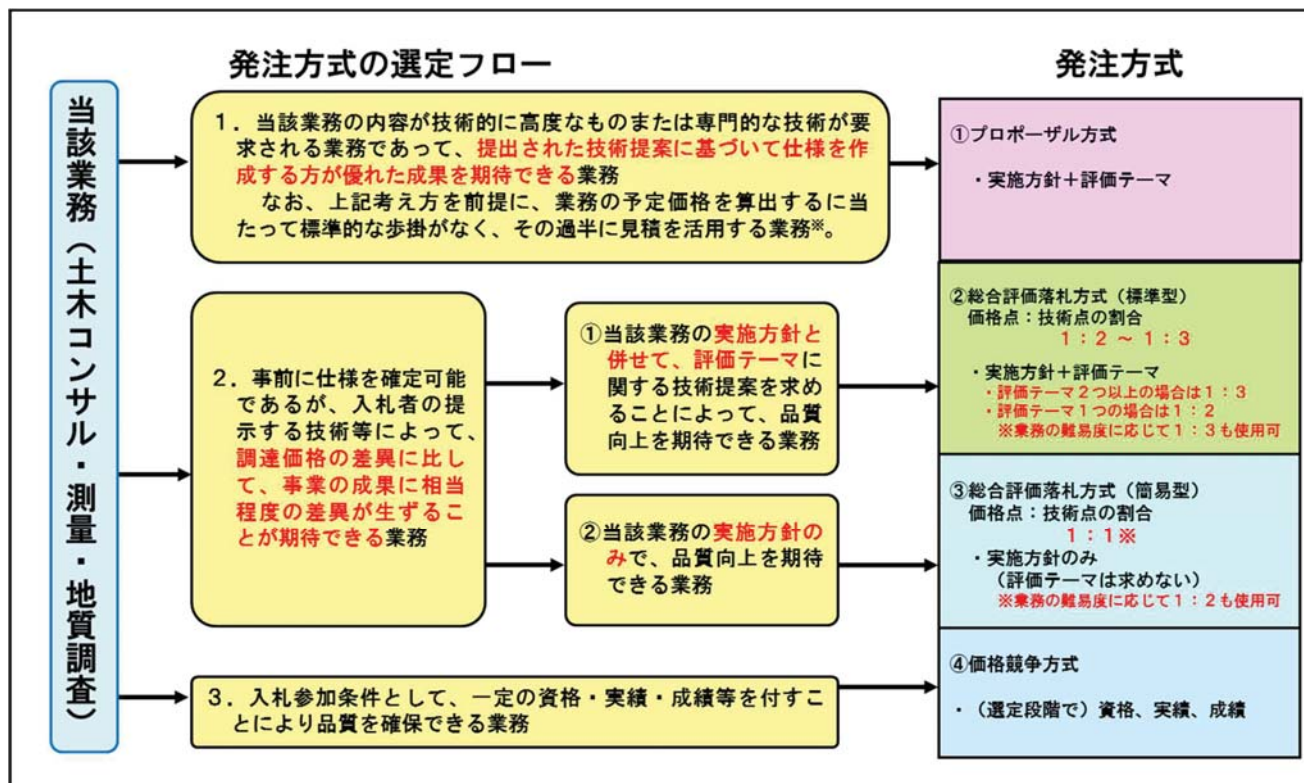 発注方式の選定フロー
発注方式
当該業務（土木コンサル・測量・地質調査）
１．当該業務の内容が技術的に高度なものまたは専門的な技術が要
求される業務であって、提出された技術提案に基づいて仕様を作
成する方が優れた成果を期待できる業務
なお、上記考え方を前提に、業務の予定価格を算出するに当
たって標準的な歩掛がなく、その過半に見積を活用する業務※。
２．事前に仕様を確定可能
であるが、入札者の提
示する技術等によって、
調達価格の差異に比し
て、事業の成果に相当
程度の差異が生ずるこ
とが期待できる業務
①当該業務の実施方針と
併せて、評価テーマに
関する技術提案を求め
ることによって、品質
向上を期待できる業務
②当該業務の実施方針の
みで、品質向上を期待
できる業務
３．入札参加条件として、一定の資格・実績・成績等を付すこ
とにより品質を確保できる業務
①プロポーザル方式
・実施方針＋評価テーマ
②総合評価落札方式（標準型）
価格点：技術点の割合
１：２ ～ １：３
・実施方針＋評価テーマ
・評価テーマ２つ以上の場合は１：３
・評価テーマ１つの場合は１：２
※業務の難易度に応じて１：３も使用可
③総合評価落札方式（簡易型）
価格点：技術点の割合
１：１※
・実施方針のみ
（評価テーマは求めない）
※業務の難易度に応じて１：２も使用可
④価格競争方式
・（選定段階で）資格、実績、成績